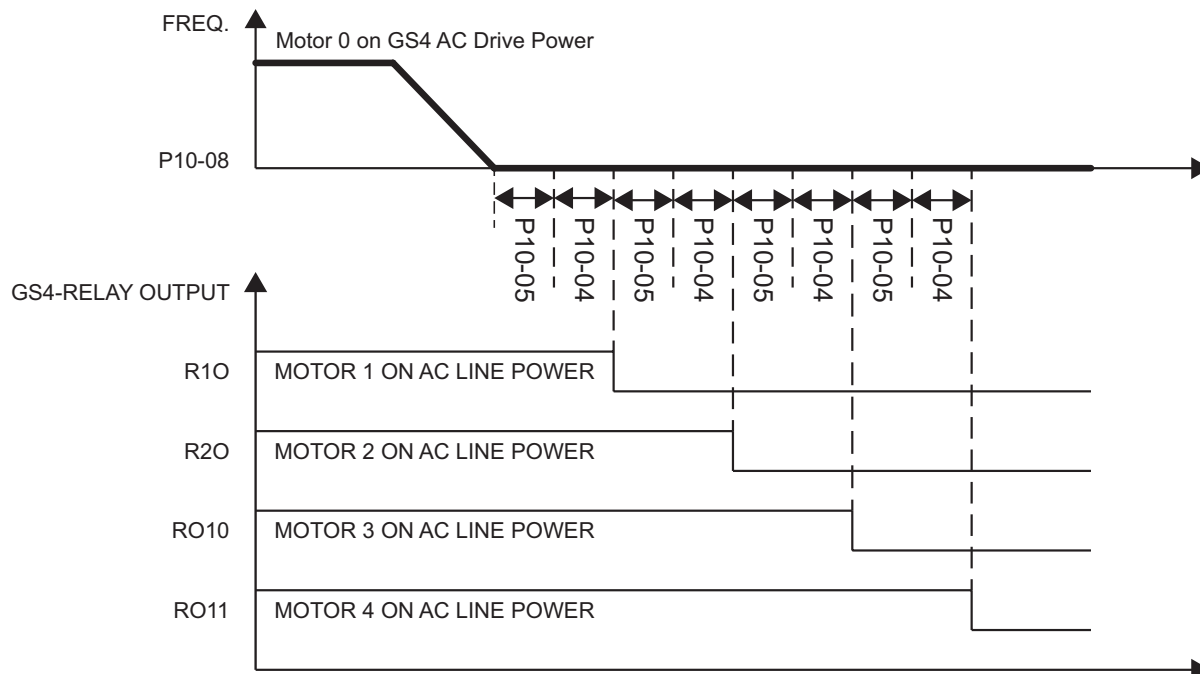 FREQ.
Motor 0 on GS4 AC Drive Power
P10-08
P10-05
P10-04
P10-05
P10-04
P10-05
P10-04
P10-05
P10-04
GS4-RELAY OUTPUT
R1O
MOTOR 1 ON AC LINE POWER
R2O
MOTOR 2 ON AC LINE POWER
RO10
MOTOR 3 ON AC LINE POWER
RO11
MOTOR 4 ON AC LINE POWER